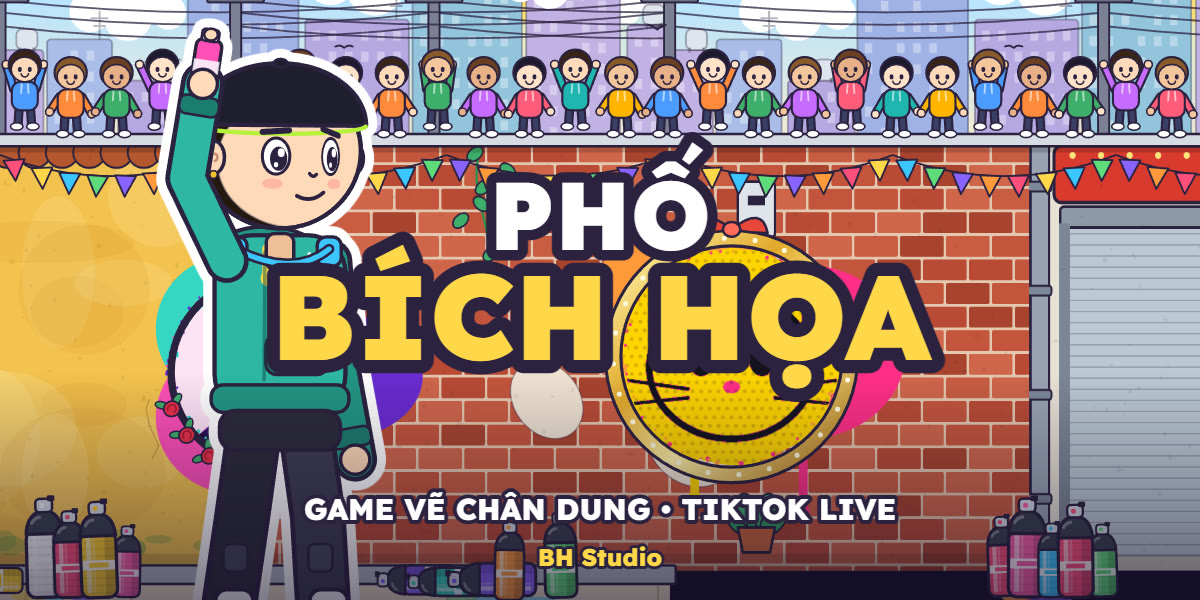 PHỐ
BÍCH HỌA
GAME VẼ CHÂN DUNG • TIKTOK LIVE
BH Studio